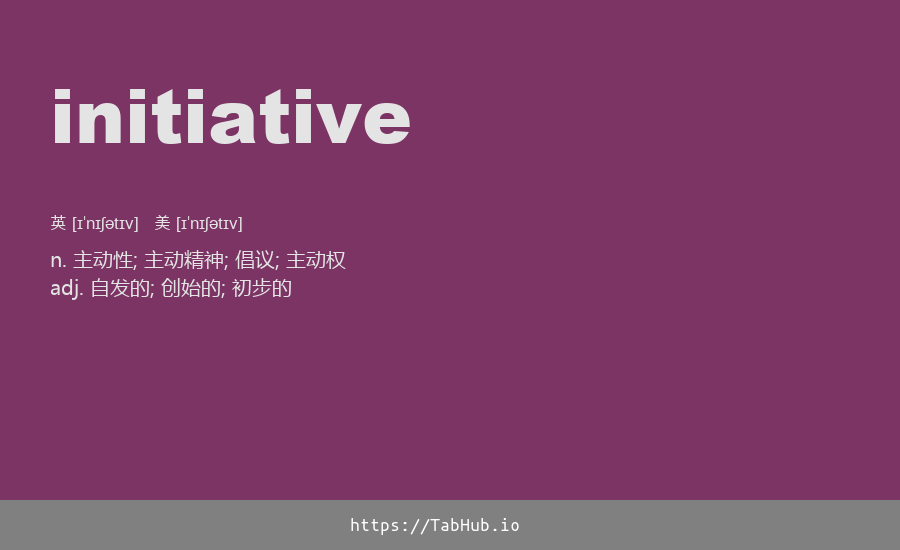 initiative
英 [ɪˈnɪʃətɪv] 美 [ɪˈnɪʃətɪv]
n. 主动性; 主动精神; 倡议; 主动权
adj. 自发的; 创始的; 初步的
https://TabHub.io